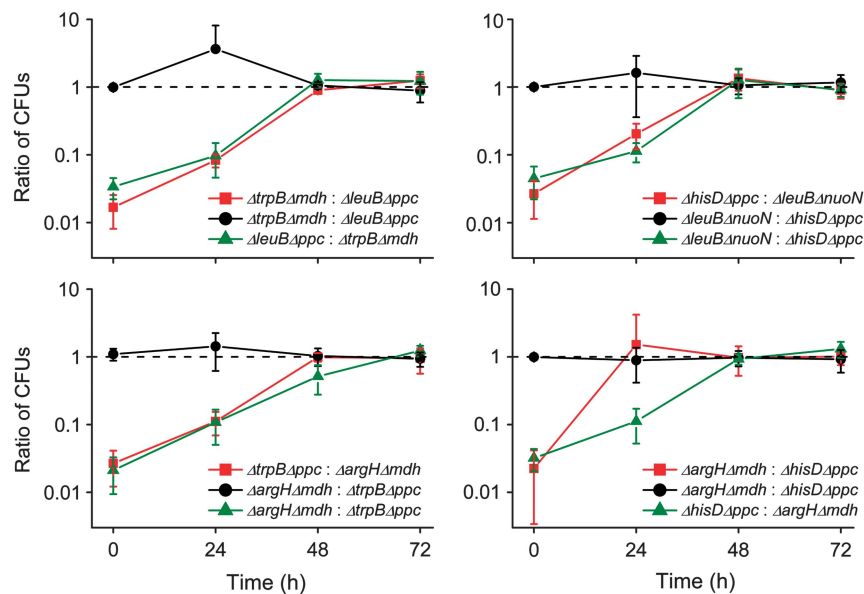 Ratio of CFUs
10
1
0.1
0.01
ΔtrpBΔmdh : ΔleuBΔppc
ΔtrpBΔmdh : ΔleuBΔppc
ΔleuBΔppc : ΔtrpBΔmdh
10
1
0.1
0.01
ΔhisDΔppc : ΔleuBΔnuoN
ΔleuBΔnuoN : ΔhisDΔppc
ΔleuBΔnuoN : ΔhisDΔppc
Ratio of CFUs
10
1
0.1
0.01
ΔtrpBΔppc : ΔargHΔmdh
ΔargHΔmdh : ΔtrpBΔppc
ΔargHΔmdh : ΔtrpBΔppc
0 24 48 72
Time (h)
10
1
0.1
0.01
ΔargHΔmdh : ΔhisDΔppc
ΔargHΔmdh : ΔhisDΔppc
ΔhisDΔppc : ΔargHΔmdh
0 24 48 72
Time (h)